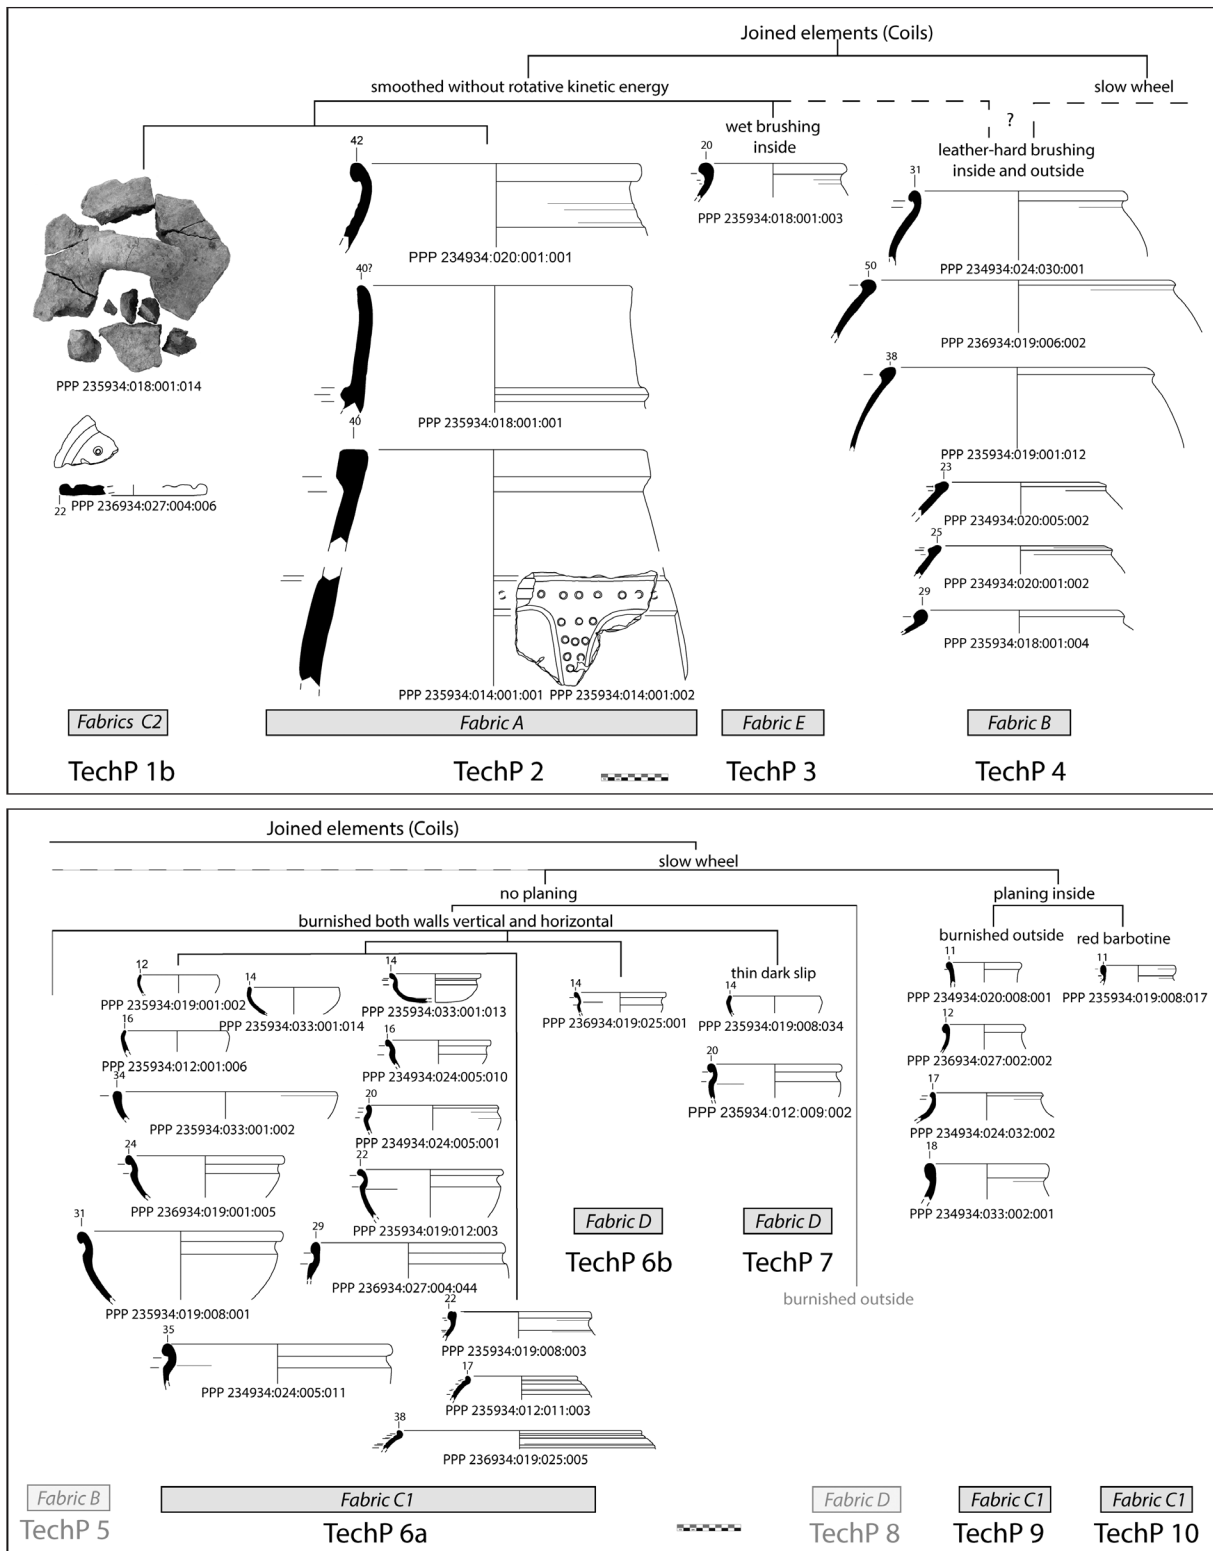 Joined elements (Coils)
smoothed without rotative kinetic energy
slow wheel
wet brushing
inside
?
leather-hard brushing
inside and outside
42
20
31
PPP 235934:018:001:003
PPP 234934:020:001:001
PPP 234934:024:030:001
40?
50
PPP 236934:019:006:002
38
PPP 235934:018:001:014
PPP 235934:018:001:001
40
PPP 235934:019:001:012
23
22 PPP 236934:027:004:006
PPP 234934:020:005:002
25
PPP 234934:020:001:002
29
PPP 235934:018:001:004
PPP 235934:014:001:001 PPP 235934:014:001:002
Fabrics C2
Fabric A
Fabric E
Fabric B
TechP 1b
TechP 2
TechP 3
TechP 4
Joined elements (Coils)
slow wheel
no planing
planing inside
burnished both walls vertical and horizontal
burnished outside
red barbotine
thin dark slip
12
14
14
14
14
11
11
PPP 235934:019:001:002
PPP 235934:033:001:014
PPP 235934:033:001:013
PPP 236934:019:025:001
PPP 235934:019:008:034
PPP 234934:020:008:001
PPP 235934:019:008:017
16
PPP 235934:012:001:006
16
PPP 234934:024:005:010
20
PPP 235934:012:009:002
12
PPP 236934:027:002:002
34
PPP 235934:033:001:002
20
PPP 234934:024:005:001
17
PPP 234934:024:032:002
24
PPP 236934:019:001:005
22
PPP 235934:019:012:003
18
PPP 234934:033:002:001
31
PPP 235934:019:008:001
29
PPP 236934:027:004:044
Fabric D
Fabric D
TechP 6b
TechP 7
burnished outside
22
PPP 235934:019:008:003
35
PPP 234934:024:005:011
17
PPP 235934:012:011:003
38
PPP 236934:019:025:005
Fabric B
Fabric C1
Fabric D
Fabric C1
Fabric C1
TechP 5
TechP 6a
TechP 8
TechP 9
TechP 10